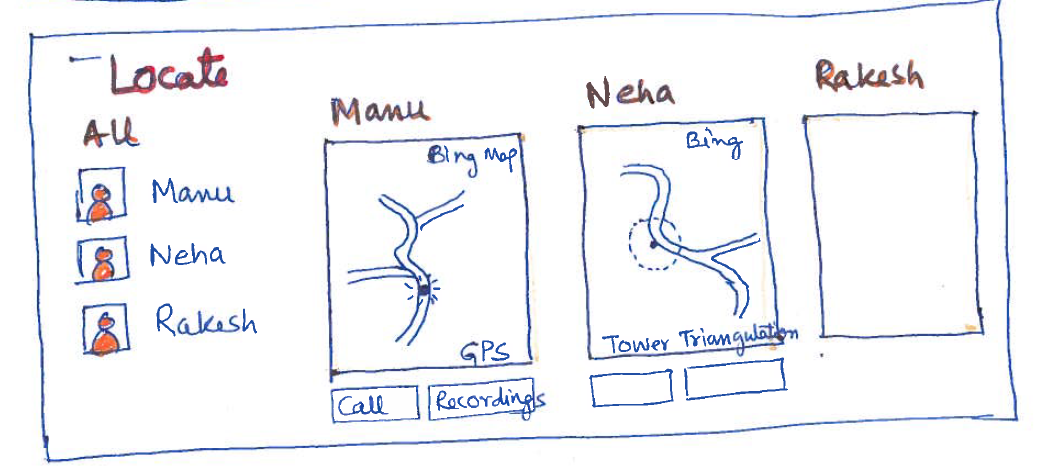 Locate
All
Manu
Neha
Rakesh
Manu
Bing Map
GPS
Call
Recordings
Neha
Bing
Tower Triangulation
Rakesh